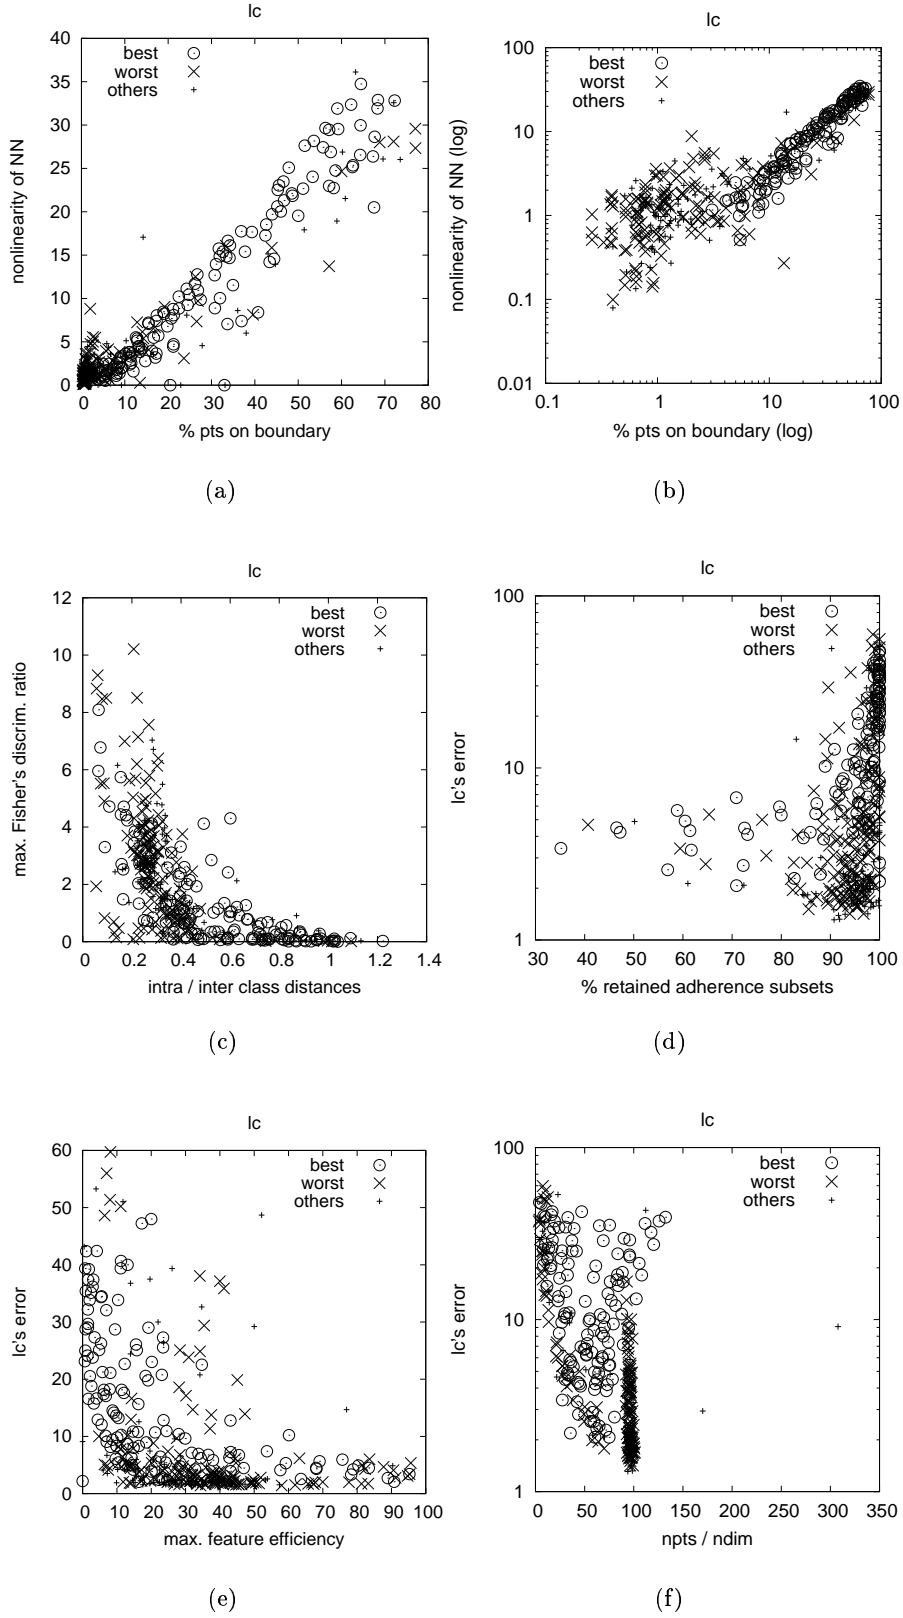 lc
best
worst
others
nonlinearity of NN
40
35
30
25
20
15
10
5
0
0 10 20 30 40 50 60 70 80
% pts on boundary
(a)
lc
best
worst
others
nonlinearity of NN (log)
100
10
1
0.1
0.01
0.1 1 10 100
% pts on boundary (log)
(b)
lc
best
worst
others
max. Fisher's discrim. ratio
12
10
8
6
4
2
0
0 0.2 0.4 0.6 0.8 1 1.2 1.4
intra / inter class distances
(c)
lc
best
worst
others
lc's error
100
10
1
30 40 50 60 70 80 90 100
% retained adherence subsets
(d)
lc
best
worst
others
lc's error
60
50
40
30
20
10
0
0 10 20 30 40 50 60 70 80 90 100
max. feature efficiency
(e)
lc
best
worst
others
lc's error
100
10
1
0 50 100 150 200 250 300 350
npts / ndim
(f)